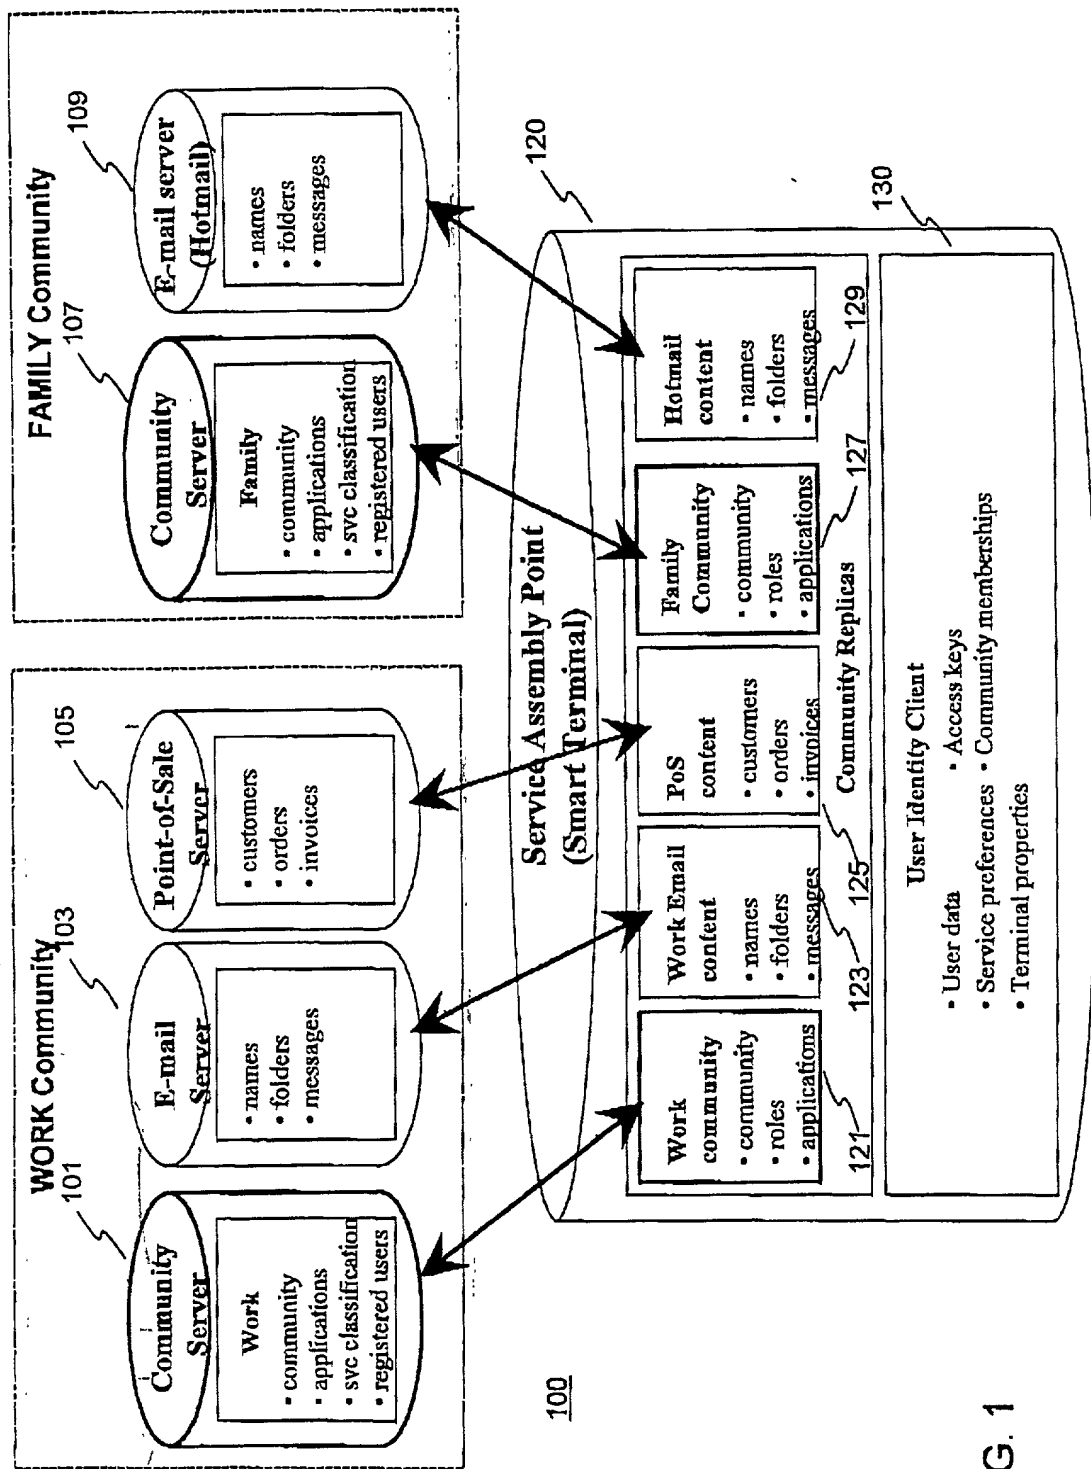 WORK Community
101
103
105
Community
Server
Work
• community
• applications
• svc classification
• registered users
E-mail
Server
• names
• folders
• messages
Point-of-Sale
Server
• customers
• orders
• invoices
FAMILY Community
107
109
Community
Server
Family
• community
• applications
• svc classification
• registered users
E-mail server
(Hotmail)
• names
• folders
• messages
100
120
Service Assembly Point
(Smart Terminal)
Work
community
• community
• roles
• applications
121
Work Email
content
• names
• folders
• messages
123
PoS
content
• customers
• orders
• invoices
125
Family
Community
• community
• roles
• applications
127
Hotmail
content
• names
• folders
• messages
129
Community Replicas
130
User Identity Client
• User data
• Access keys
• Service preferences
• Community memberships
• Terminal properties
G. 1